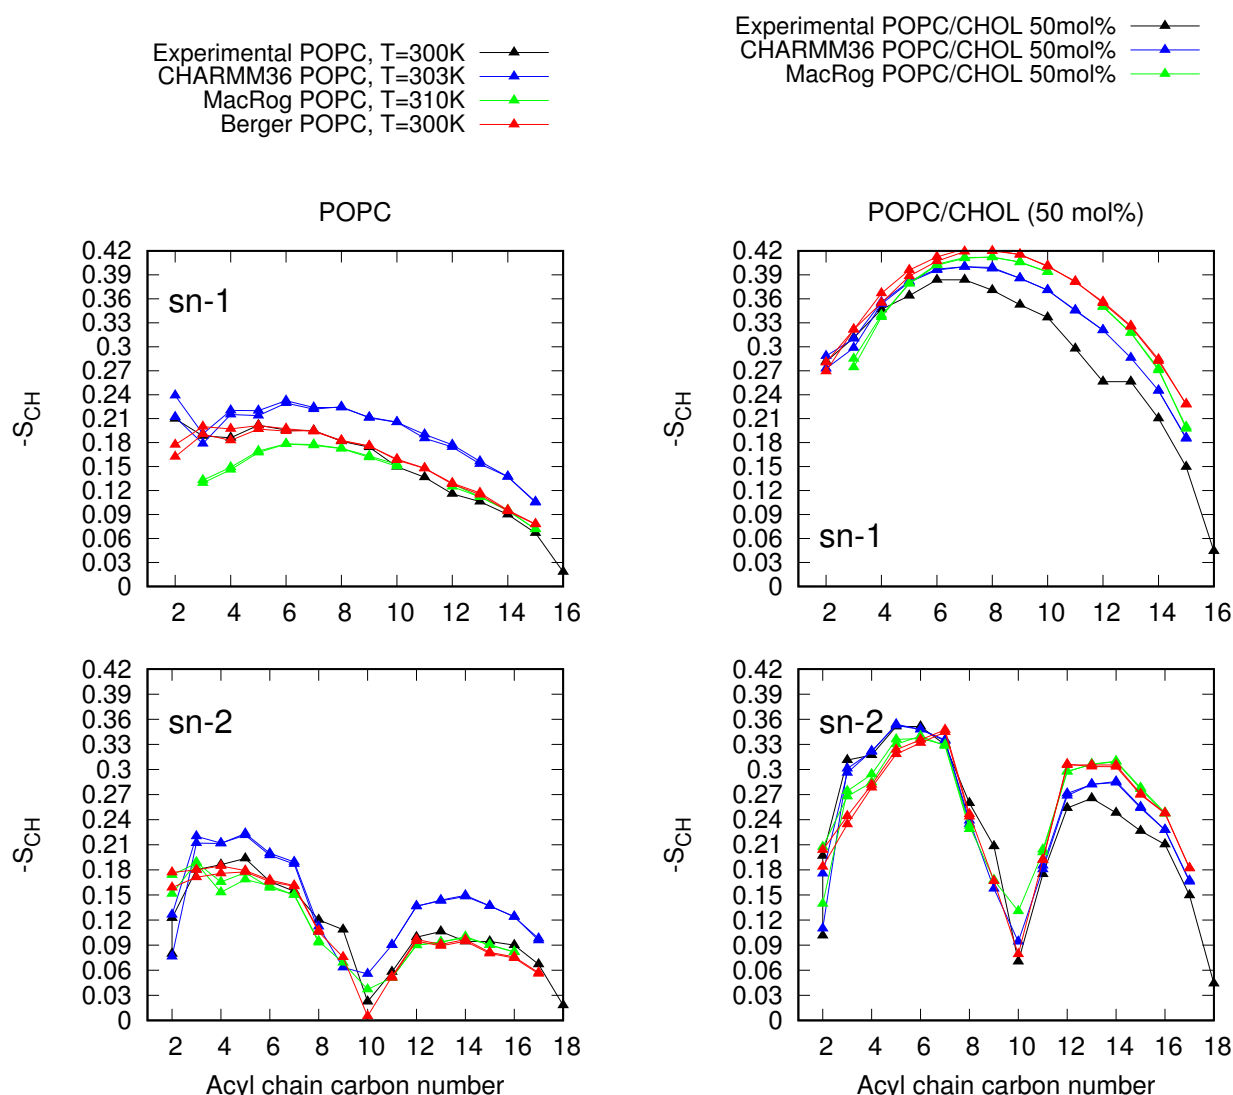 Experimental POPC, T=300K
CHARMM36 POPC, T=303K
MacRog POPC, T=310K
Berger POPC, T=300K
Experimental POPC/CHOL 50mol%
CHARMM36 POPC/CHOL 50mol%
MacRog POPC/CHOL 50mol%
POPC
0.42
0.39
0.36
0.33
0.3
0.27
0.24
0.21
0.18
0.15
0.12
0.09
0.06
0.03
0
-S_CH
sn-1
2 4 6 8 10 12 14 16
POPC/CHOL (50 mol%)
0.42
0.39
0.36
0.33
0.3
0.27
0.24
0.21
0.18
0.15
0.12
0.09
0.06
0.03
0
-S_CH
sn-1
2 4 6 8 10 12 14 16
0.42
0.39
0.36
0.33
0.3
0.27
0.24
0.21
0.18
0.15
0.12
0.09
0.06
0.03
0
-S_CH
sn-2
2 4 6 8 10 12 14 16 18
Acyl chain carbon number
0.42
0.39
0.36
0.33
0.3
0.27
0.24
0.21
0.18
0.15
0.12
0.09
0.06
0.03
0
-S_CH
sn-2
2 4 6 8 10 12 14 16 18
Acyl chain carbon number